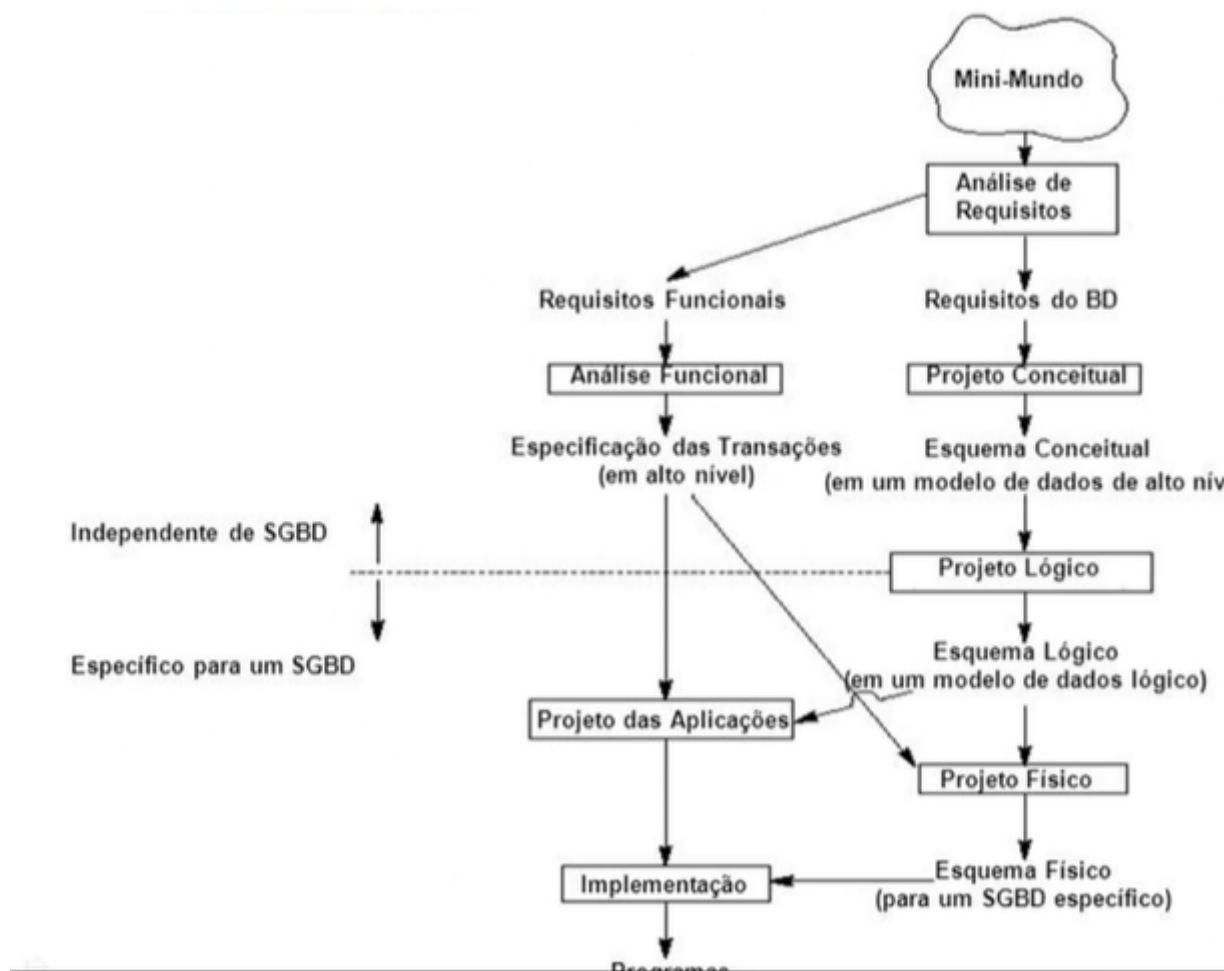 Mini-Mundo
Análise de
Requisitos
Requisitos Funcionais
Requisitos do BD
Análise Funcional
Projeto Conceitual
Especificação das Transações
(em alto nível)
Esquema Conceitual
(em um modelo de dados de alto nív
Independente de SGBD
Projeto Lógico
Específico para um SGBD
Esquema Lógico
(em um modelo de dados lógico)
Projeto das Aplicações
Projeto Físico
Implementação
Esquema Físico
(para um SGBD específico)
Programas